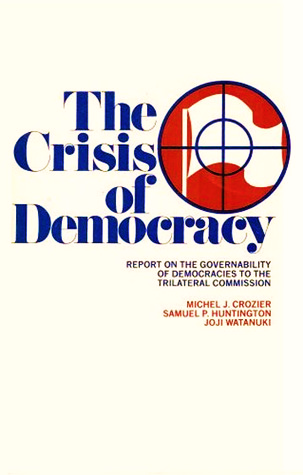 The
Crisis
of
Democracy
REPORT ON THE GOVERNABILITY
OF DEMOCRACIES TO THE
TRILATERAL COMMISSION
MICHEL J. CROZIER
SAMUEL P. HUNTINGTON
JOJI WATANUKI